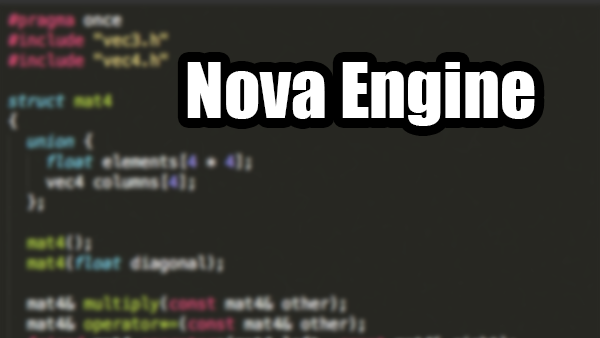 #pragma once
#include "vec3.h"
#include "vec4.h"
Nova Engine
struct mat4
{
union {
float elements[4 * 4];
vec4 columns[4];
};
mat4();
mat4(float diagonal);
mat4& multiply(const mat4& other);
mat4& operator*=(const mat4& other);